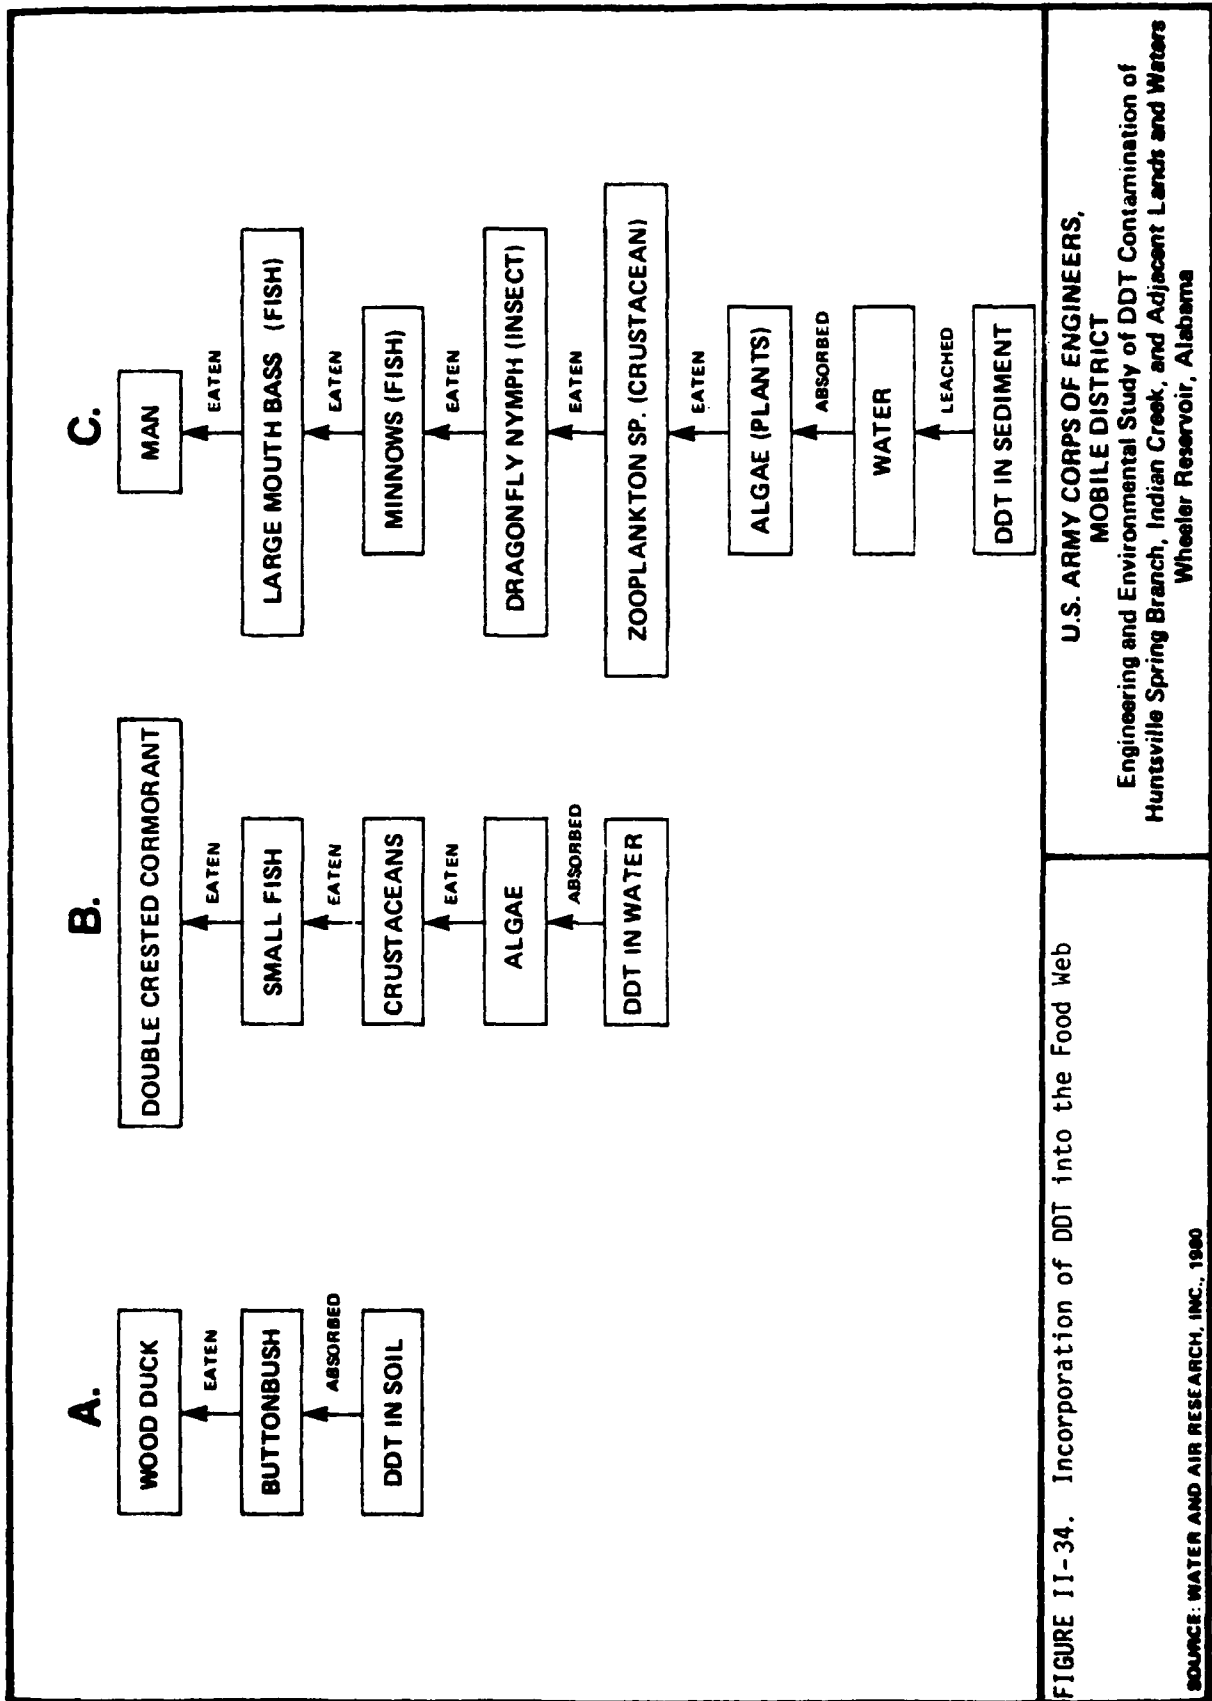 A.
WOOD DUCK
EATEN
BUTTONBUSH
ABSORBED
DDT IN SOIL
B.
DOUBLE CRESTED CORMORANT
EATEN
SMALL FISH
EATEN
CRUSTACEANS
EATEN
ALGAE
ABSORBED
DDT IN WATER
C.
MAN
EATEN
LARGE MOUTH BASS (FISH)
EATEN
MINNOWS (FISH)
EATEN
DRAGONFLY NYMPH (INSECT)
EATEN
ZOOPLANKTON SP. (CRUSTACEAN)
EATEN
ALGAE (PLANTS)
ABSORBED
WATER
LEACHED
DDT IN SEDIMENT
FIGURE II-34. Incorporation of DDT into the Food Web
SOURCE: WATER AND AIR RESEARCH, INC., 1980
U.S. ARMY CORPS OF ENGINEERS,
MOBILE DISTRICT
Engineering and Environmental Study of DDT Contamination of
Huntsville Spring Branch, Indian Creek, and Adjacent Lands and Waters
Wheeler Reservoir, Alabama